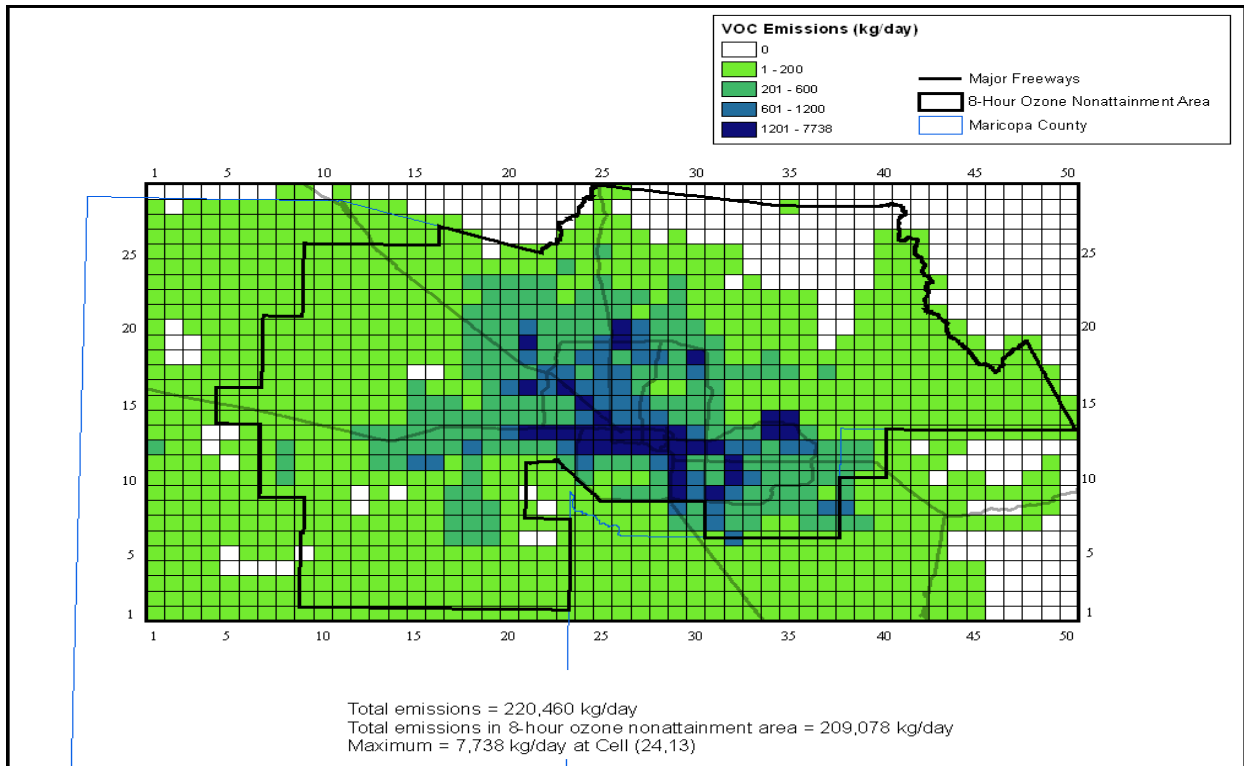 VOC Emissions (kg/day)
0
1 - 200
201 - 600
601 - 1200
1201 - 7738
Major Freeways
8-Hour Ozone Nonattainment Area
Maricopa County
1 5 10 15 20 25 30 35 40 45 50
25 25
20 20
15 15
10 10
5 5
1 1
1 5 10 15 20 25 30 35 40 45 50
Total emissions = 220,460 kg/day
Total emissions in 8-hour ozone nonattainment area = 209,078 kg/day
Maximum = 7,738 kg/day at Cell (24,13)